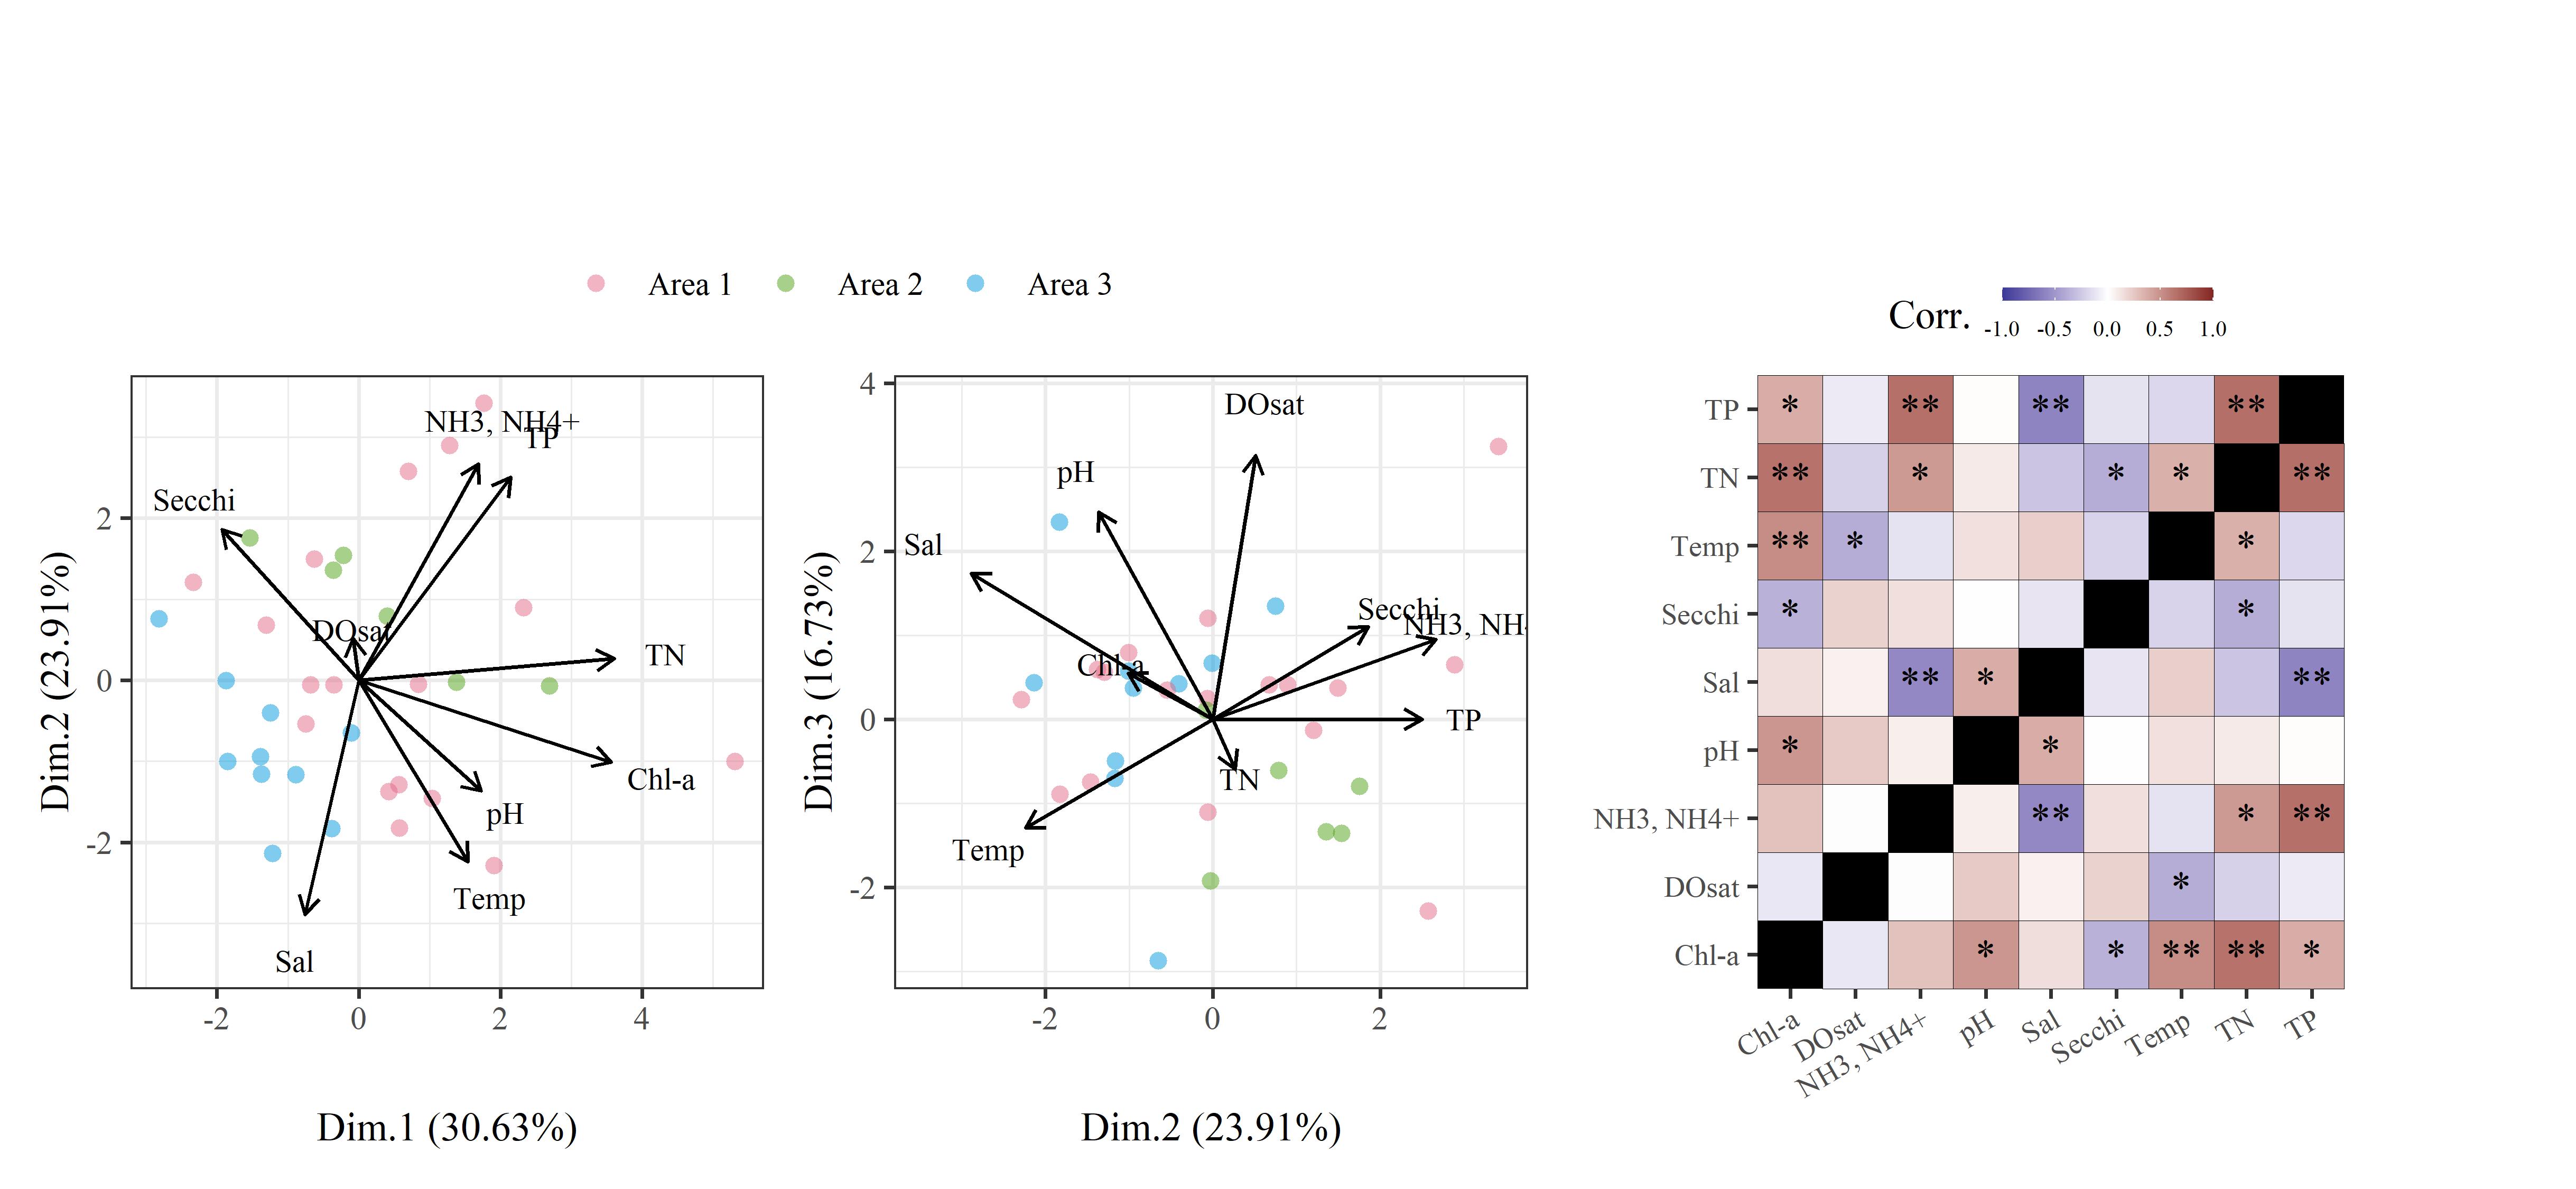 Area 1 Area 2 Area 3
Corr.
-1.0 -0.5 0.0 0.5 1.0
Dim.2 (23.91%)
2
0
-2
NH3, NH4+
TP
Secchi
DOsat
TN
Chl-a
pH
Temp
Sal
-2 0 2 4
Dim.1 (30.63%)
Dim.3 (16.73%)
4
2
0
-2
DOsat
pH
Sal
Secchi
NH3, NH4
Chl-a
TP
TN
Temp
-2 0 2
Dim.2 (23.91%)
TP * ** ** **
TN ** * * * **
Temp ** * *
Secchi * *
Sal ** * **
pH * *
NH3, NH4+ ** * **
DOsat *
Chl-a * * ** ** *
Chl-a DOsat NH3, NH4+ pH Sal Secchi Temp TN TP